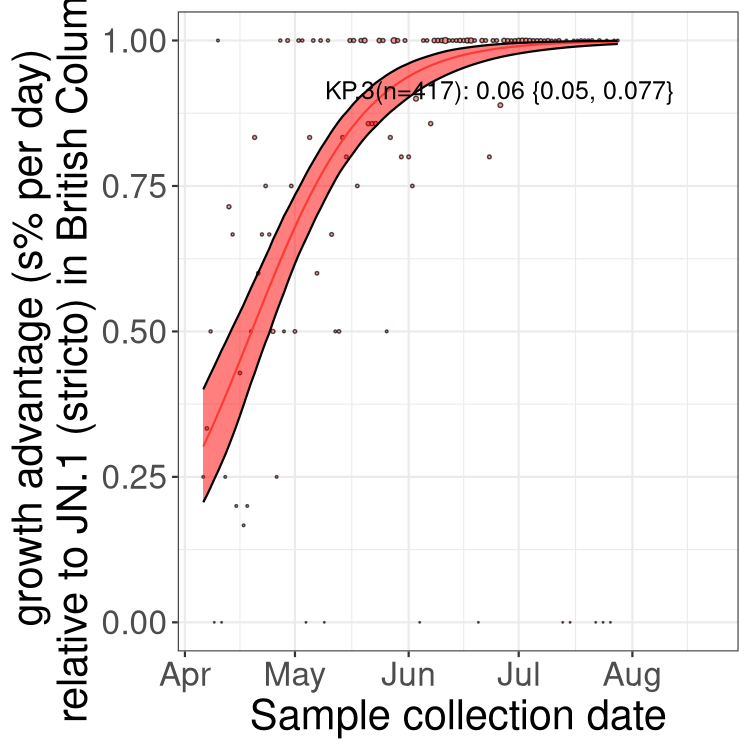 growth advantage (s% per day)
relative to JN.1 (stricto) in British Colum
1.00
0.75
0.50
0.25
0.00
KP.3(n=417): 0.06 {0.05, 0.077}
Apr May Jun Jul Aug
Sample collection date